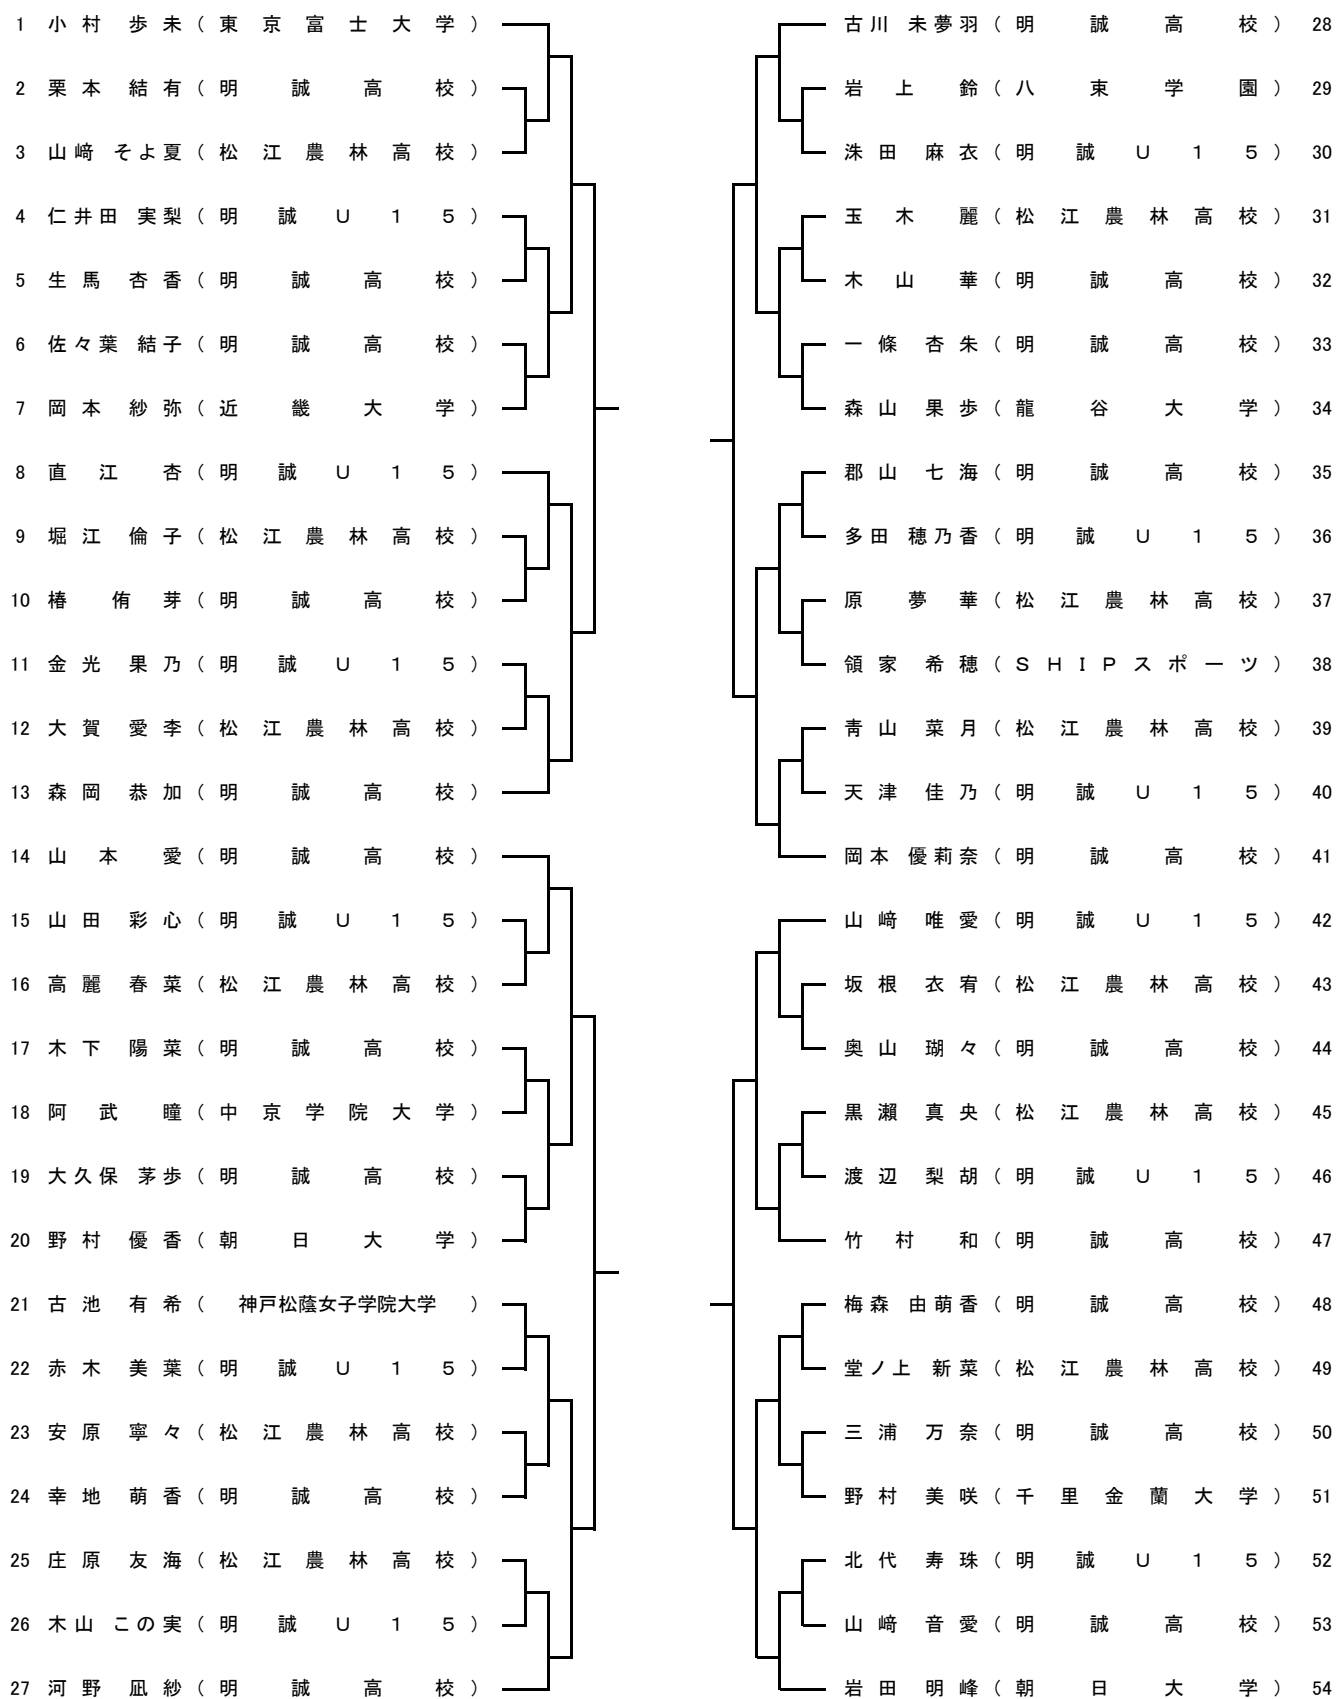 1 小村 歩未 (東京富士大学)
2 栗本 結有 (明誠高校)
3 山﨑 そよ夏 (松江農林高校)
4 仁井田 実梨 (明誠U15)
5 生馬 杏香 (明誠高校)
6 佐々葉 結子 (明誠高校)
7 岡本 紗弥 (近畿大学)
8 直江 杏 (明誠U15)
9 堀江 倫子 (松江農林高校)
10 椿 侑芽 (明誠高校)
11 金光 果乃 (明誠U15)
12 大賀 愛李 (松江農林高校)
13 森岡 恭加 (明誠高校)
14 山本 愛 (明誠高校)
15 山田 彩心 (明誠U15)
16 高麗 春菜 (松江農林高校)
17 木下 陽菜 (明誠高校)
18 阿武 瞳 (中京学院大学)
19 大久保 茅歩 (明誠高校)
20 野村 優香 (朝日大学)
21 古池 有希 (神戸松蔭女子学院大学)
22 赤木 美葉 (明誠U15)
23 安原 寧々 (松江農林高校)
24 幸地 萌香 (明誠高校)
25 庄原 友海 (松江農林高校)
26 木山 この実 (明誠U15)
27 河野 凪紗 (明誠高校)
古川 未夢羽 (明誠高校) 28
岩上 鈴 (八束学園) 29
洙田 麻衣 (明誠U15) 30
玉木 麗 (松江農林高校) 31
木山 華 (明誠高校) 32
一條 杏朱 (明誠高校) 33
森山 果歩 (龍谷大学) 34
郡山 七海 (明誠高校) 35
多田 穂乃香 (明誠U15) 36
原 夢華 (松江農林高校) 37
領家 希穂 (SHIPスポーツ) 38
青山 菜月 (松江農林高校) 39
天津 佳乃 (明誠U15) 40
岡本 優莉奈 (明誠高校) 41
山﨑 唯愛 (明誠U15) 42
坂根 衣宥 (松江農林高校) 43
奥山 瑚々 (明誠高校) 44
黒瀬 真央 (松江農林高校) 45
渡辺 梨胡 (明誠U15) 46
竹村 和 (明誠高校) 47
梅森 由萌香 (明誠高校) 48
堂ノ上 新菜 (松江農林高校) 49
三浦 万奈 (明誠高校) 50
野村 美咲 (千里金蘭大学) 51
北代 寿珠 (明誠U15) 52
山﨑 音愛 (明誠高校) 53
岩田 明峰 (朝日大学) 54